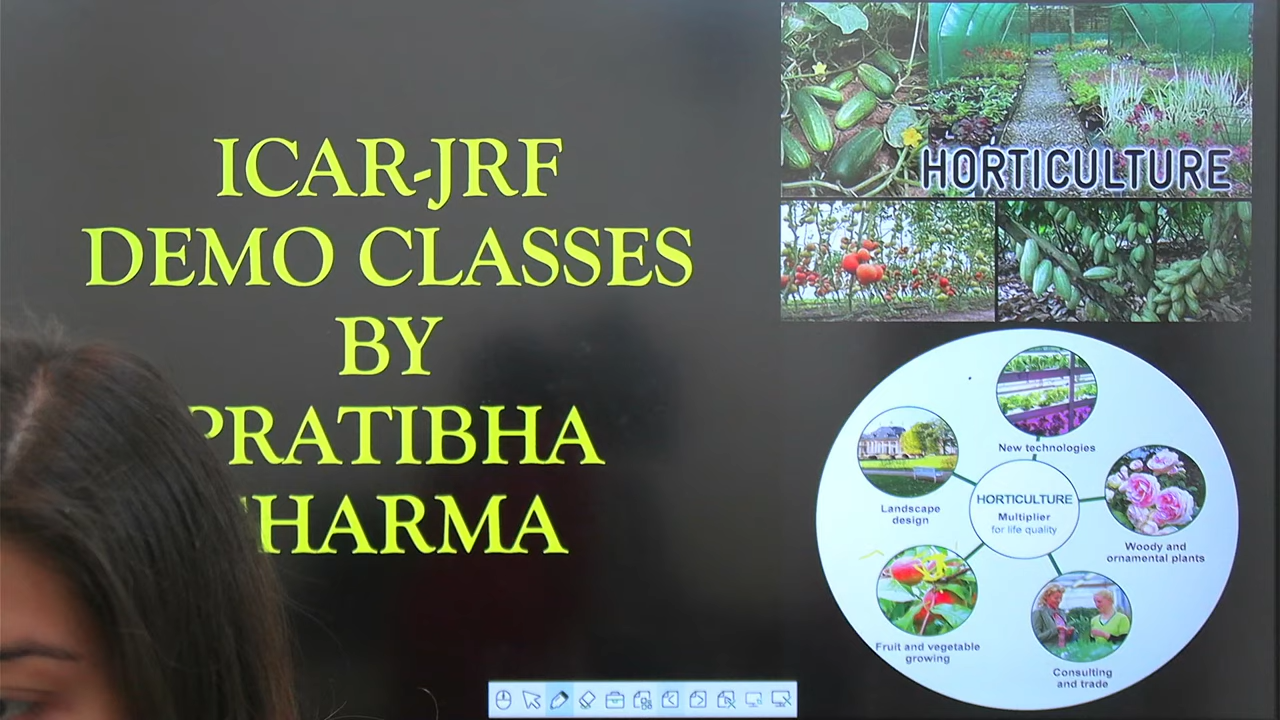 ICAR-JRF
DEMO CLASSES
BY
PRATIBHA
SHARMA
HORTICULTURE
New technologies
Landscape
design
HORTICULTURE
Multiplier
for life quality
Woody and
ornamental plants
Fruit and vegetable
growing
Consulting
and trade